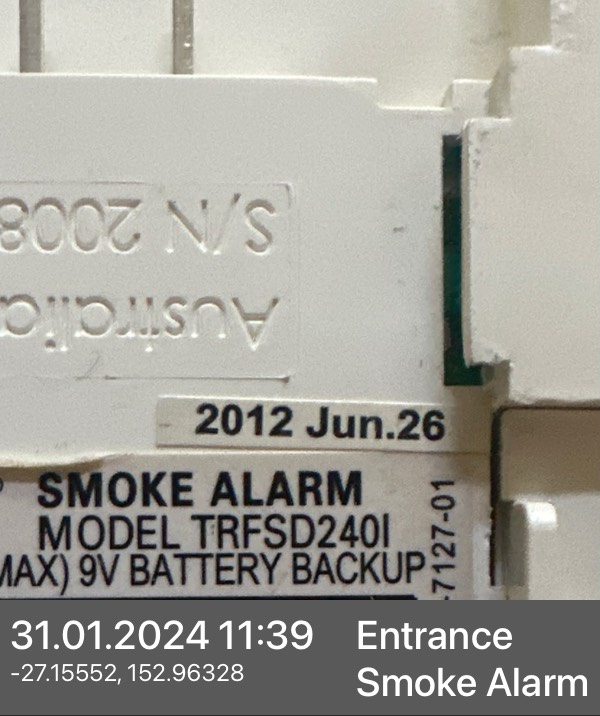 S/N 2008
Australia
2012 Jun.26
SMOKE ALARM
MODEL TRFSD240I
MAX) 9V BATTERY BACKUP
-7127-01
31.01.2024 11:39
-27.15552, 152.96328
Entrance
Smoke Alarm